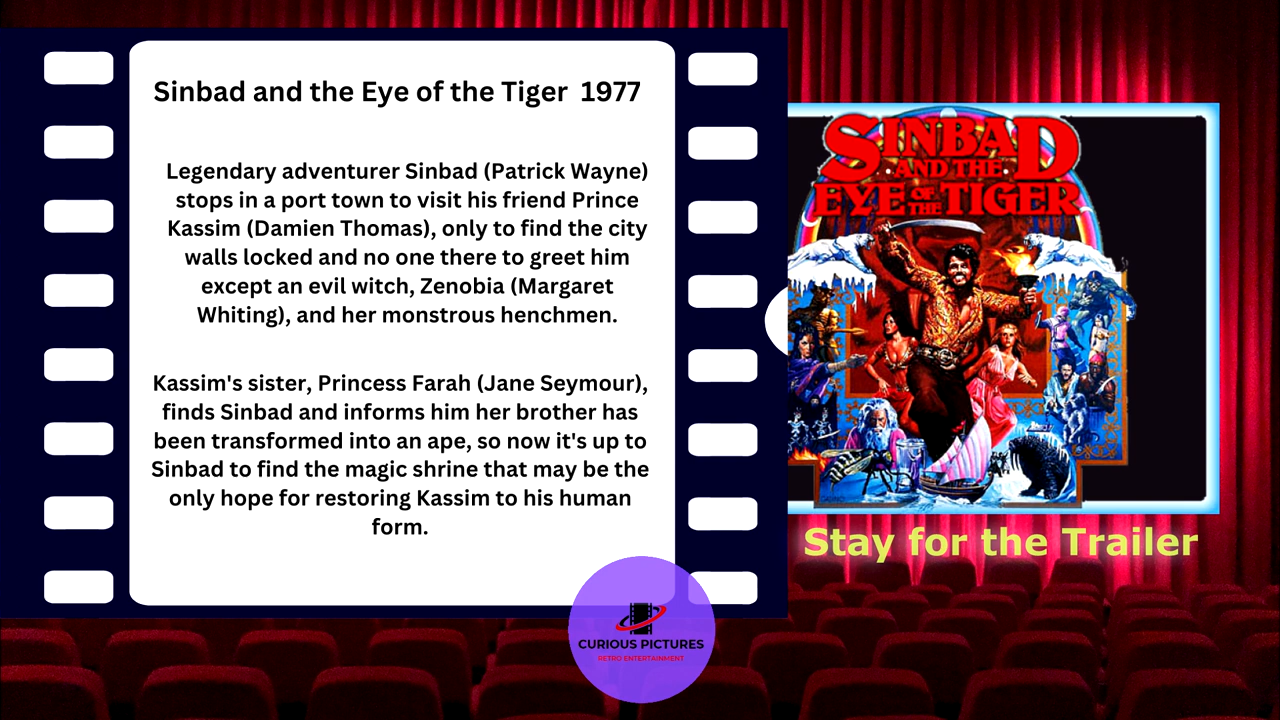 Sinbad and the Eye of the Tiger 1977
Legendary adventurer Sinbad (Patrick Wayne)
stops in a port town to visit his friend Prince
Kassim (Damien Thomas), only to find the city
walls locked and no one there to greet him
except an evil witch, Zenobia (Margaret
Whiting), and her monstrous henchmen.
Kassim's sister, Princess Farah (Jane Seymour),
finds Sinbad and informs him her brother has
been transformed into an ape, so now it's up to
Sinbad to find the magic shrine that may be the
only hope for restoring Kassim to his human
form.
SINBAD
AND THE
EYE OF THE TIGER
Stay for the Trailer
CURIOUS PICTURES
RETRO ENTERTAINMENT